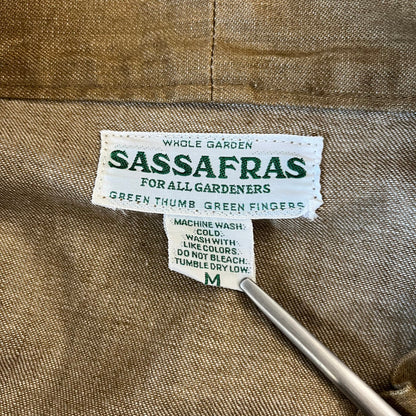 WHOLE GARDEN
SASSAFRAS
FOR ALL GARDENERS
GREEN THUMB GREEN FINGERS
MACHINE WASH
COLD.
WASH WITH
LIKE COLORS.
DO NOT BLEACH.
TUMBLE DRY LOW.
M